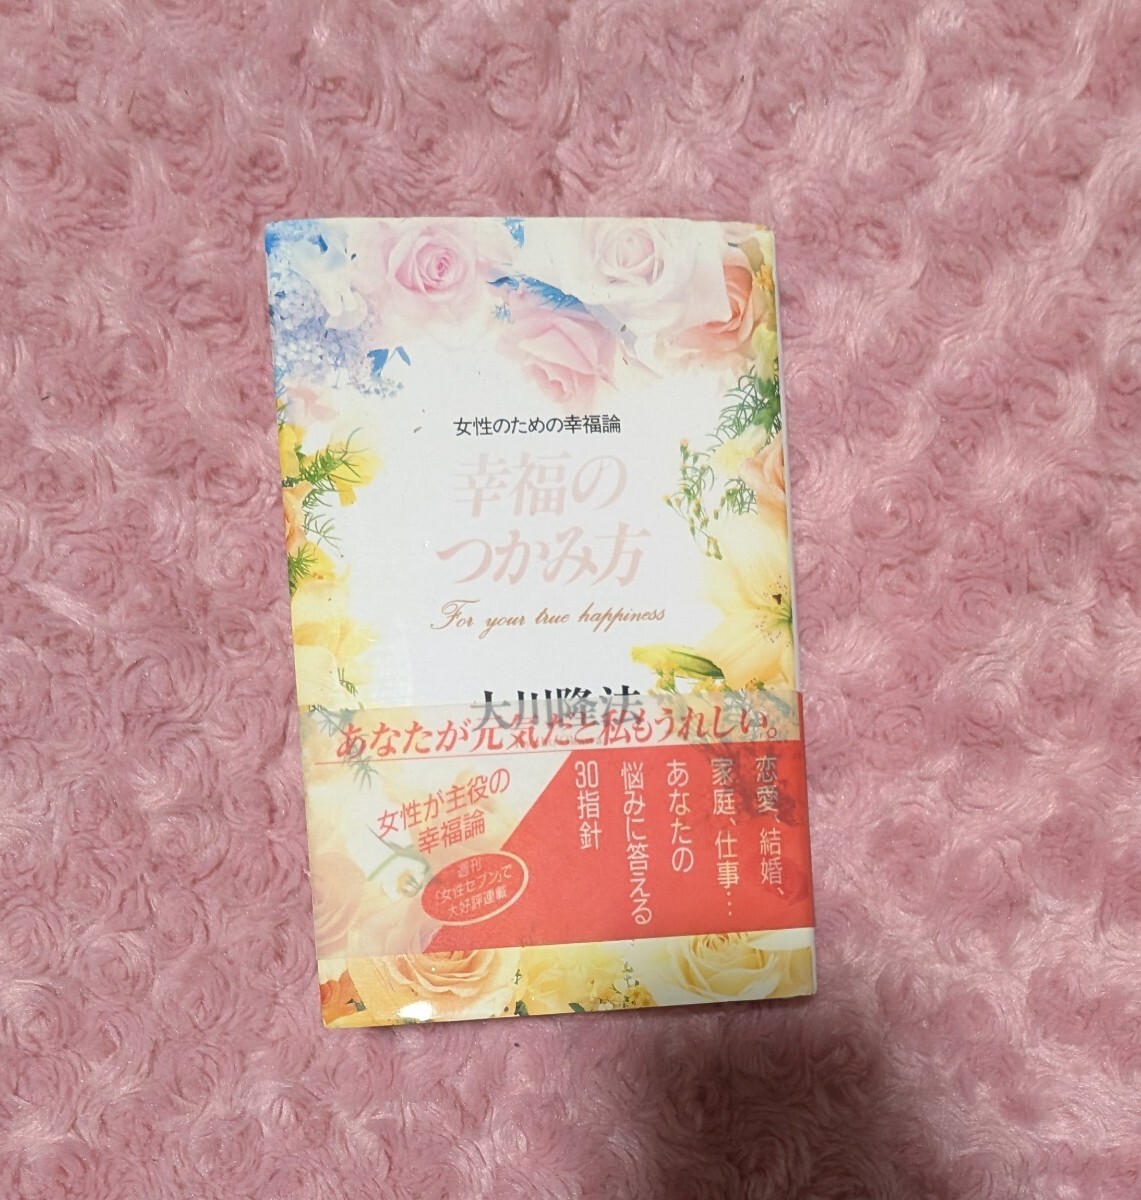 女性のための幸福論
幸福の
つかみ方
For your true happiness
大川隆法
あなたが元気だと私もうれしい。
恋愛、結婚、
家庭、仕事…
あなたの
悩みに答える
30指針
女性が主役の
幸福論
週刊
「女性セブン」で
大好評連載